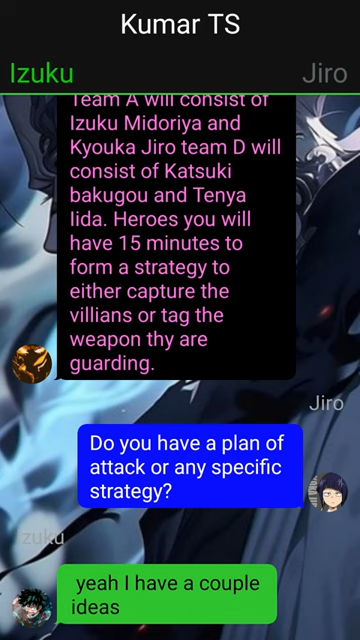 Kumar TS
Izuku
Jiro
Team A will consist of
Izuku Midoriya and
Kyouka Jiro team D will
consist of Katsuki
bakugou and Tenya
Iida. Heroes you will
have 15 minutes to
form a strategy to
either capture the
villians or tag the
weapon thy are
guarding.
Jiro
Do you have a plan of
attack or any specific
strategy?
Izuku
yeah I have a couple
ideas